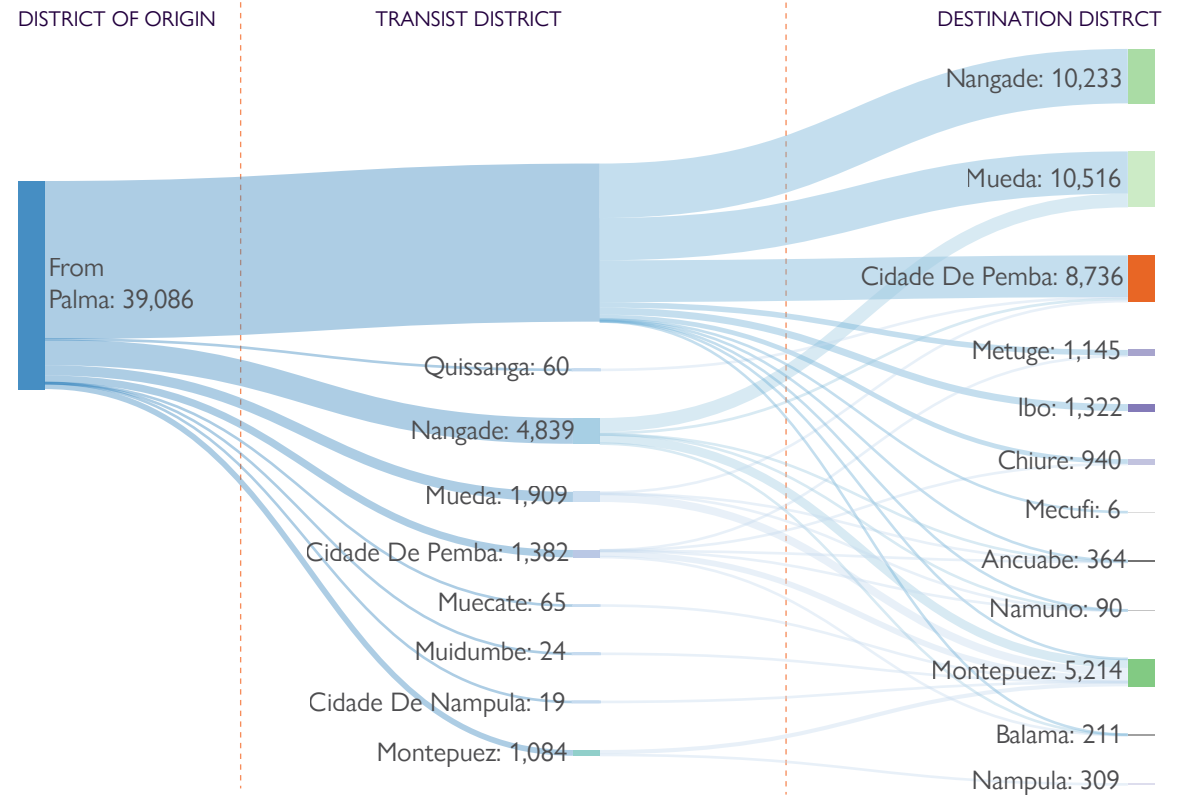 DISTRICT OF ORIGIN
TRANSIST DISTRICT
DESTINATION DISTRCT
From
Palma: 39,086
Quissanga: 60
Nangade: 4,839
Mueda: 1,909
Cidade De Pemba: 1,382
Muecate: 65
Muidumbe: 24
Cidade De Nampula: 19
Montepuez: 1,084
Nangade: 10,233
Mueda: 10,516
Cidade De Pemba: 8,736
Metuge: 1,145
Ibo: 1,322
Chiure: 940
Mecufi: 6
Ancuabe: 364
Namuno: 90
Montepuez: 5,214
Balama: 211
Nampula: 309